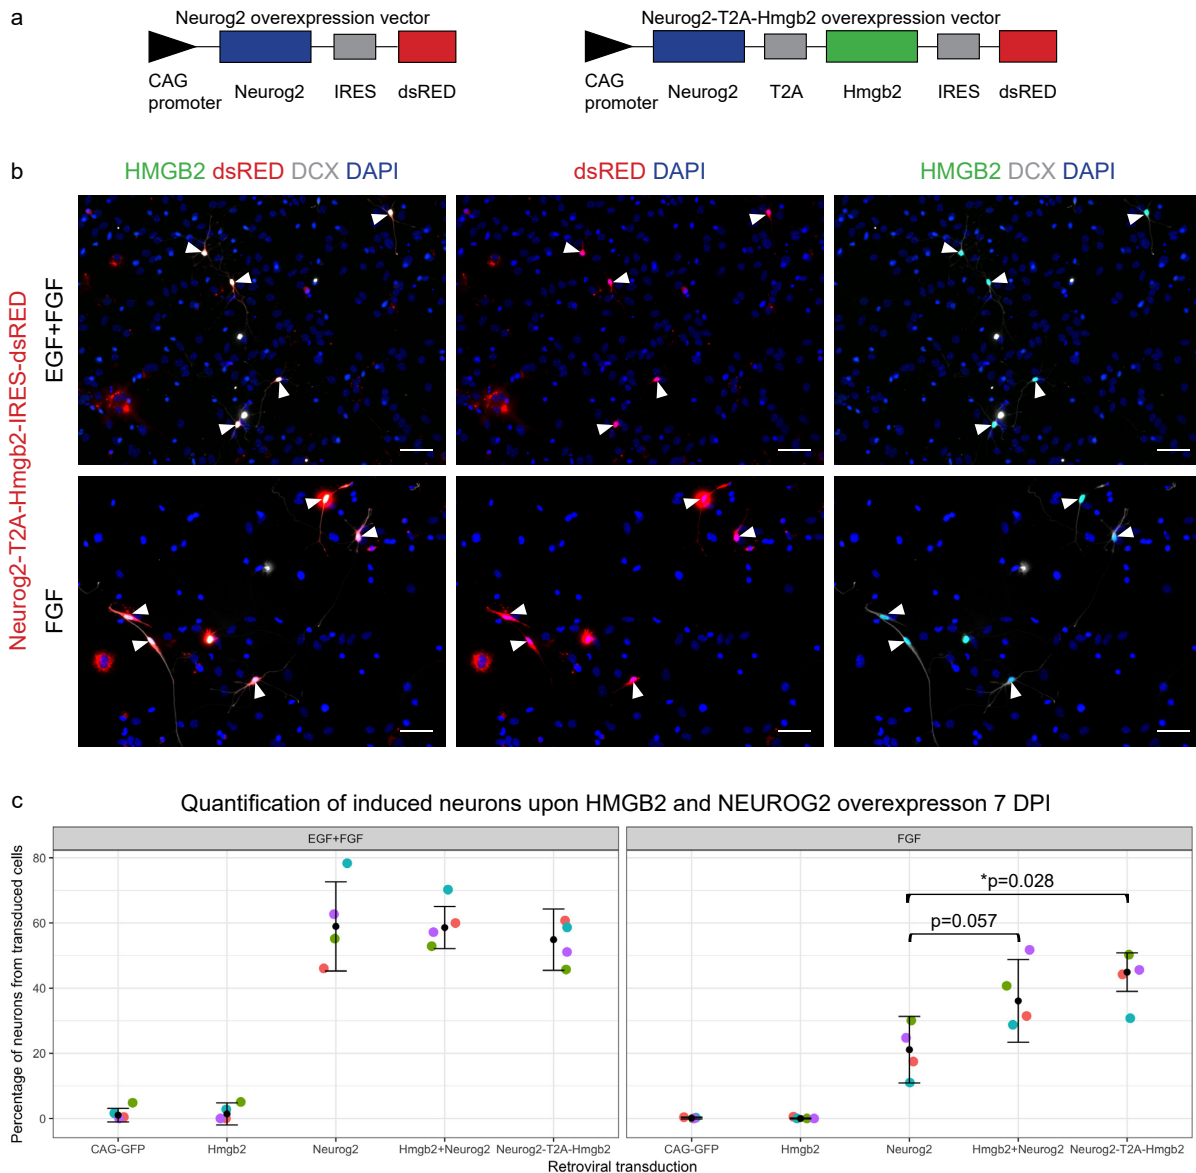 a
Neurog2 overexpression vector
Neurog2-T2A-Hmgb2 overexpression vector
CAG
promoter
Neurog2
IRES
dsRED
CAG
promoter
Neurog2
T2A
Hmgb2
IRES
dsRED
b
HMGB2 dsRED DCX DAPI
dsRED DAPI
HMGB2 DCX DAPI
Neurog2-T2A-Hmgb2-IRES-dsRED
EGF+FGF
FGF
c
Quantification of induced neurons upon HMGB2 and NEUROG2 overexpresson 7 DPI
EGF+FGF
FGF
Percentage of neurons from transduced cells
80
60
40
20
0
*p=0.028
p=0.057
CAG-GFP
Hmgb2
Neurog2
Hmgb2+Neurog2
Neurog2-T2A-Hmgb2
CAG-GFP
Hmgb2
Neurog2
Hmgb2+Neurog2
Neurog2-T2A-Hmgb2
Retroviral transduction